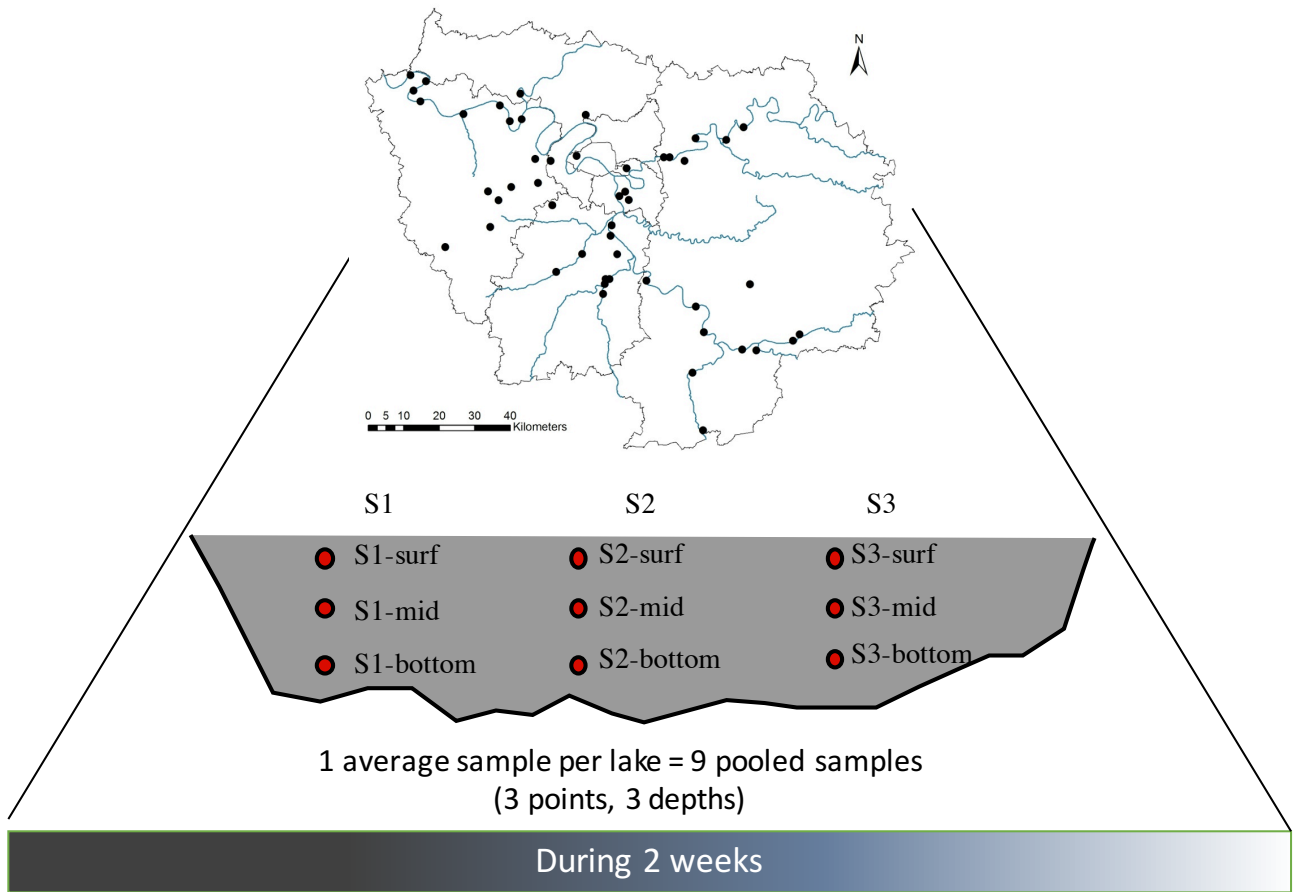 N
0 5 10 20 30 40
Kilometers
S1 S2 S3
S1-surf S2-surf S3-surf
S1-mid S2-mid S3-mid
S1-bottom S2-bottom S3-bottom
1 average sample per lake = 9 pooled samples
(3 points, 3 depths)
During 2 weeks